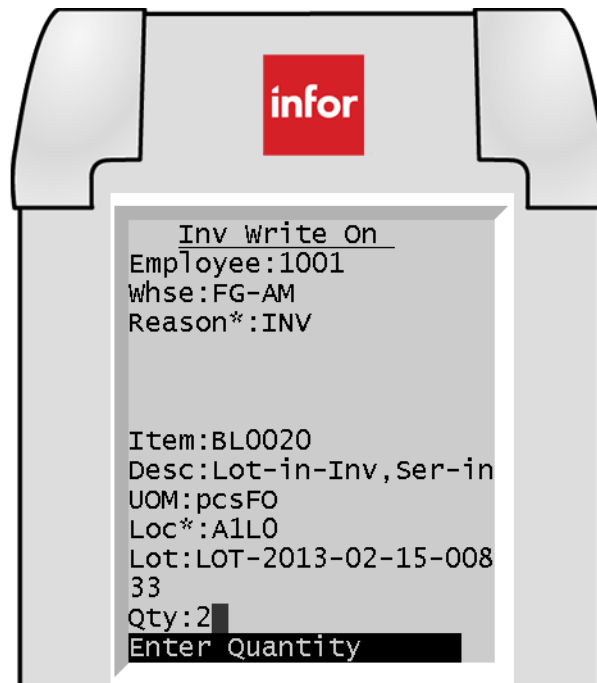 infor
Inv Write On
Employee:1001
Whse:FG-AM
Reason*:INV
Item:BL0020
Desc:Lot-in-Inv,Ser-in
UOM:pcsFO
Loc*:A1L0
Lot:LOT-2013-02-15-008
33
Qty:2
Enter Quantity